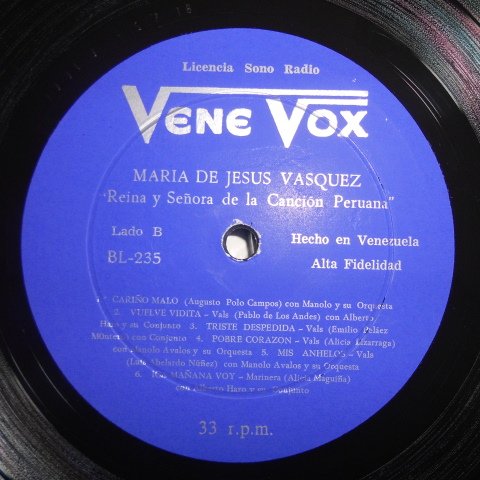 Licencia Sono Radio
VENE VOX
MARIA DE JESUS VASQUEZ
"Reina y Señora de la Canción Peruana"
Lado B
Hecho en Venezuela
BL-235
Alta Fidelidad
CARIÑO MALO (Augusto Polo Campos) con Manolo y su Orquesta
2. VUELVE VIDITA - Vals (Pablo de Los Andes) con Alberto
Haro y su Conjunto 3. TRISTE DESPEDIDA - Vals (Emilio Peláez
con Conjunto 4. POBRE CORAZON - Vals (Alicia Lizarraga)
con Manolo Avalos y su Orquesta 5. MIS ANHELOS - Vals
(Luis Abelardo Núñez) con Manolo Avalos y su Orquesta
6. MAÑANA VOY - Marinera (Alicia Maguiña)
con Alberto Haro y su Conjunto
33 r.p.m.